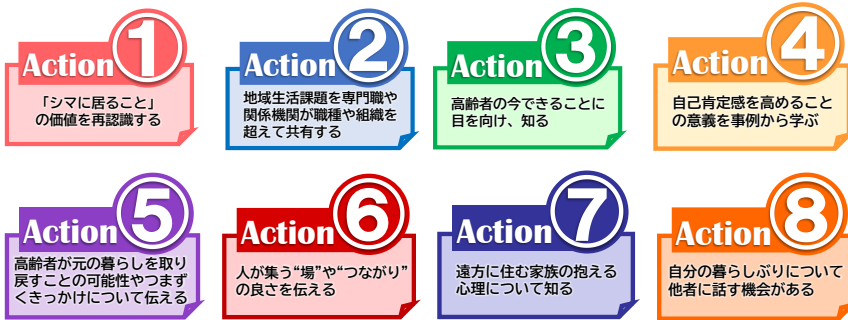 Action 1
「シマに居ること」
の価値を再認識する
Action 2
地域生活課題を専門職や
関係機関が職種や組織を
超えて共有する
Action 3
高齢者の今できることに
目を向け、知る
Action 4
自己肯定感を高めること
の意義を事例から学ぶ
Action 5
高齢者が元の暮らしを取り
戻すことの可能性やつまず
くきっかけについて伝える
Action 6
人が集う“場”や“つながり”
の良さを伝える
Action 7
遠方に住む家族の抱える
心理について知る
Action 8
自分の暮らしぶりについて
他者に話す機会がある